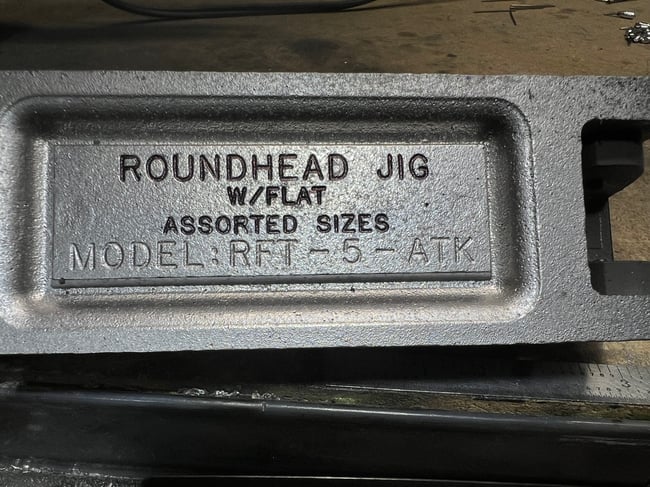 ROUNDHEAD JIG
W/FLAT
ASSORTED SIZES
MODEL: RFT-5-ATK